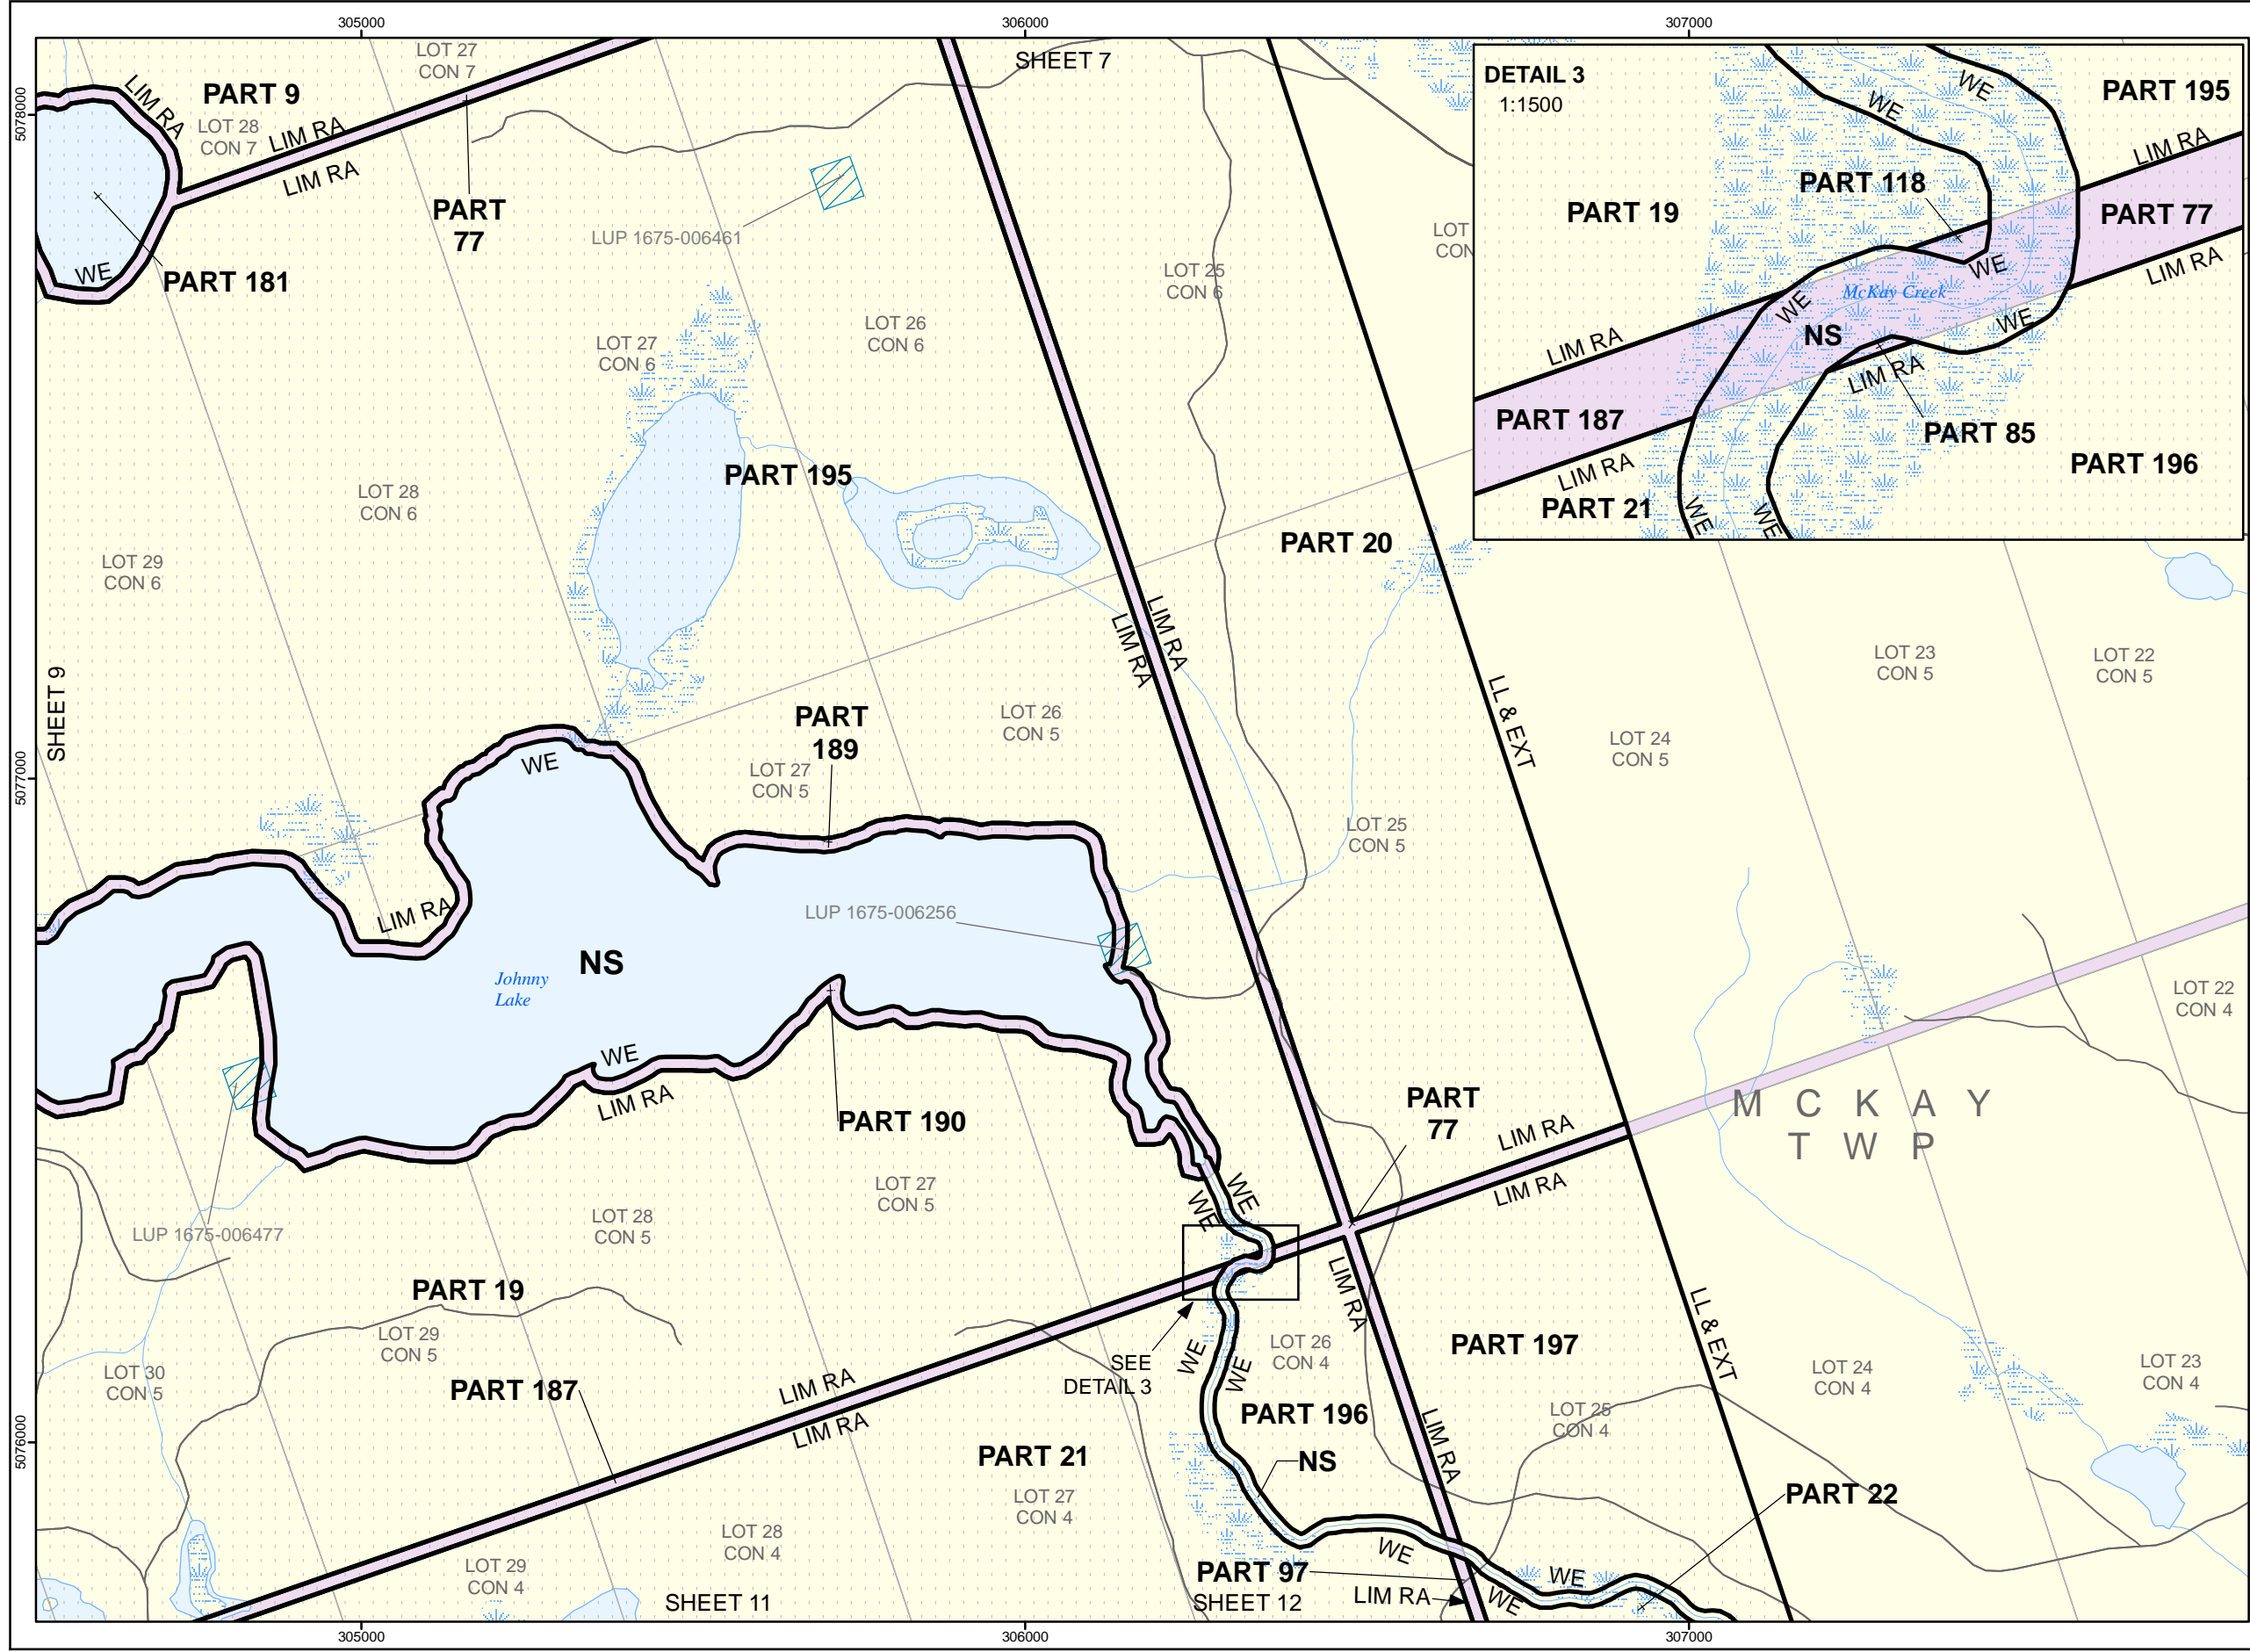 305000
306000
307000
5078000
5077000
5076000
LOT 27
CON 7
SHEET 7
LIM RA
PART 9
LOT 28
CON 7
LIM RA
LIM RA
PART
77
LUP 1675-006461
PART 181
WE
LOT 25
CON 6
LOT
CON
LOT 27
CON 6
LOT 26
CON 6
LOT 28
CON 6
PART 195
LOT 29
CON 6
PART 20
LIM RA
LIM RA
SHEET 9
LL & EXT
LOT 23
CON 5
LOT 22
CON 5
LOT 24
CON 5
PART
189
LOT 26
CON 5
LOT 27
CON 5
WE
LOT 25
CON 5
LIM RA
LUP 1675-006256
NS
Johnny
Lake
LOT 22
CON 4
WE
LIM RA
PART 190
PART
77
LIM RA
LIM RA
MCKAY
TWP
LOT 27
CON 5
LOT 28
CON 5
WE
WE
LUP 1675-006477
PART 19
LOT 29
CON 5
LOT 30
CON 5
LIM RA
LL & EXT
SEE
DETAIL 3
WE
WE
LOT 26
CON 4
PART 197
LOT 24
CON 4
LOT 23
CON 4
PART 187
LIM RA
LIM RA
PART 196
LOT 25
CON 4
LIM RA
NS
PART 21
LOT 27
CON 4
PART 22
LOT 28
CON 4
LOT 29
CON 4
WE
PART 97
WE
LIM RA
WE
SHEET 11
SHEET 12
305000
306000
307000
DETAIL 3
1:1500
WE
WE
PART 195
LIM RA
PART 118
PART 19
PART 77
WE
LIM RA
McKay Creek
WE
WE
NS
LIM RA
LIM RA
PART 187
PART 85
LIM RA
PART 196
PART 21
WE
WE